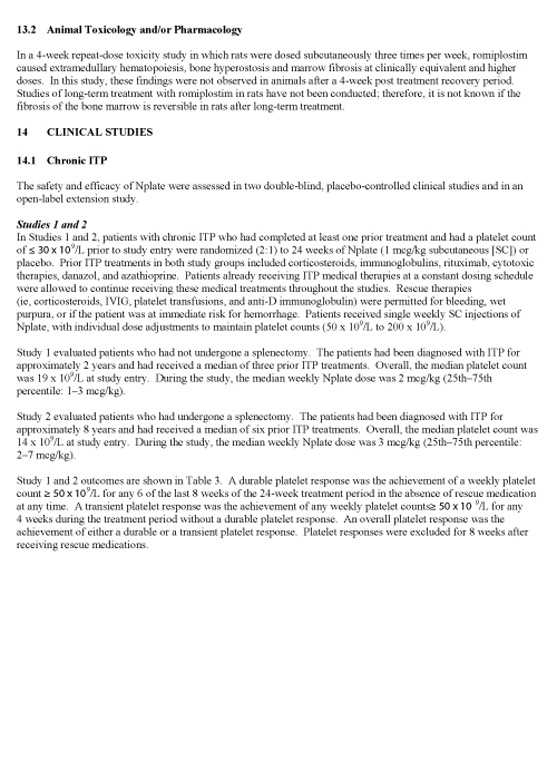 13.2 Animal Toxicology and/or Pharmacology
In a 4-week repeat-dose toxicity study in which rats were dosed subcutaneously three times per week, romiplostim
caused extramedullary hematopoiesis, bone hyperostosis and marrow fibrosis at clinically equivalent and higher
doses. In this study, these findings were not observed in animals after a 4-week post treatment recovery period.
Studies of long-term treatment with romiplostim in rats have not been conducted; therefore, it is not known if the
fibrosis of the bone marrow is reversible in rats after long-term treatment.
14 CLINICAL STUDIES
14.1 Chronic ITP
The safety and efficacy of Nplate were assessed in two double-blind, placebo-controlled clinical studies and in an
open-label extension study.
Studies 1 and 2
In Studies 1 and 2, patients with chronic ITP who had completed at least one prior treatment and had a platelet count
of ≤ 30 x 10⁹/L prior to study entry were randomized (2:1) to 24 weeks of Nplate (1 mcg/kg subcutaneous [SC]) or
placebo. Prior ITP treatments in both study groups included corticosteroids, immunoglobulins, rituximab, cytotoxic
therapies, danazol, and azathioprine. Patients already receiving ITP medical therapies at a constant dosing schedule
were allowed to continue receiving these medical treatments throughout the studies. Rescue therapies
(ie, corticosteroids, IVIG, platelet transfusions, and anti-D immunoglobulin) were permitted for bleeding, wet
purpura, or if the patient was at immediate risk for hemorrhage. Patients received single weekly SC injections of
Nplate, with individual dose adjustments to maintain platelet counts (50 x 10⁹/L to 200 x 10⁹/L).
Study 1 evaluated patients who had not undergone a splenectomy. The patients had been diagnosed with ITP for
approximately 2 years and had received a median of three prior ITP treatments. Overall, the median platelet count
was 19 x 10⁹/L at study entry. During the study, the median weekly Nplate dose was 2 mcg/kg (25th–75th
percentile: 1–3 mcg/kg).
Study 2 evaluated patients who had undergone a splenectomy. The patients had been diagnosed with ITP for
approximately 8 years and had received a median of six prior ITP treatments. Overall, the median platelet count was
14 x 10⁹/L at study entry. During the study, the median weekly Nplate dose was 3 mcg/kg (25th–75th percentile:
2–7 mcg/kg).
Study 1 and 2 outcomes are shown in Table 3. A durable platelet response was the achievement of a weekly platelet
count ≥ 50 x 10⁹/L for any 6 of the last 8 weeks of the 24-week treatment period in the absence of rescue medication
at any time. A transient platelet response was the achievement of any weekly platelet counts≥ 50 x 10 ⁹/L for any
4 weeks during the treatment period without a durable platelet response. An overall platelet response was the
achievement of either a durable or a transient platelet response. Platelet responses were excluded for 8 weeks after
receiving rescue medications.